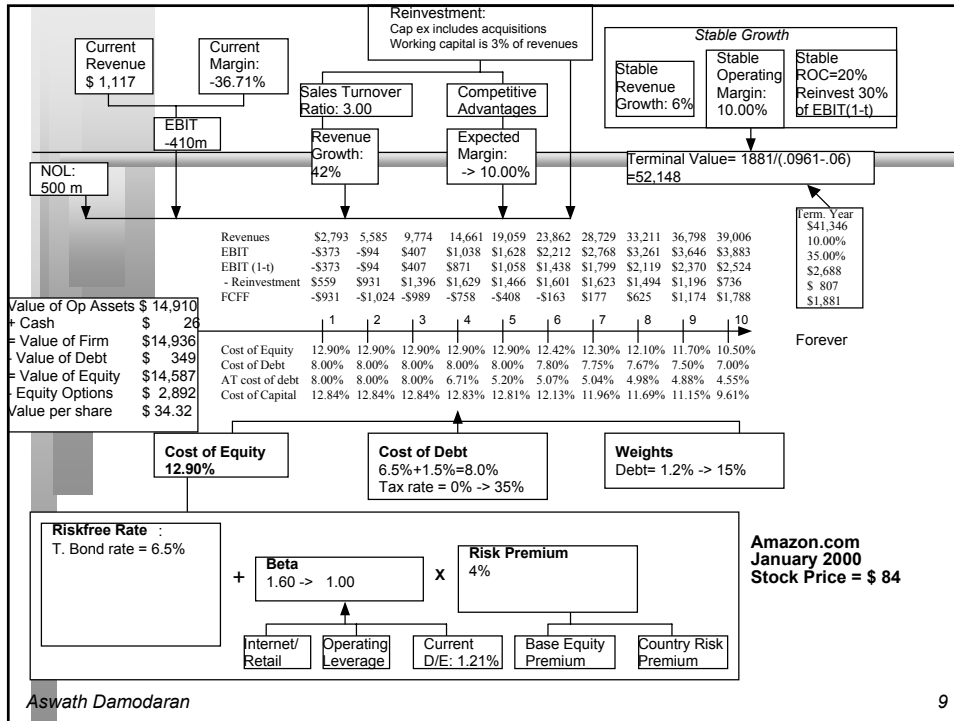 Reinvestment:
Cap ex includes acquisitions
Working capital is 3% of revenues
Current
Revenue
$ 1,117
Current
Margin:
-36.71%
Stable Growth
Stable
Revenue
Growth: 6%
Stable
Operating
Margin:
10.00%
Stable
ROC=20%
Reinvest 30%
of EBIT(1-t)
Sales Turnover
Ratio: 3.00
Competitive
Advantages
EBIT
-410m
Revenue
Growth:
42%
Expected
Margin:
-> 10.00%
NOL:
500 m
Terminal Value= 1881/(.0961-.06)
=52,148
Term. Year
$41,346
10.00%
35.00%
$2,688
$ 807
$1,881
Revenues $2,793 5,585 9,774 14,661 19,059 23,862 28,729 33,211 36,798 39,006
EBIT -$373 -$94 $407 $1,038 $1,628 $2,212 $2,768 $3,261 $3,646 $3,883
EBIT (1-t) -$373 -$94 $407 $871 $1,058 $1,438 $1,799 $2,119 $2,370 $2,524
- Reinvestment $559 $931 $1,396 $1,629 $1,466 $1,601 $1,623 $1,494 $1,196 $736
FCFF -$931 -$1,024 -$989 -$758 -$408 -$163 $177 $625 $1,174 $1,788
1 2 3 4 5 6 7 8 9 10
Forever
Value of Op Assets $ 14,910
+ Cash $ 26
= Value of Firm $14,936
- Value of Debt $ 349
= Value of Equity $14,587
- Equity Options $ 2,892
Value per share $ 34.32
Cost of Equity 12.90% 12.90% 12.90% 12.90% 12.90% 12.42% 12.30% 12.10% 11.70% 10.50%
Cost of Debt 8.00% 8.00% 8.00% 8.00% 8.00% 7.80% 7.75% 7.67% 7.50% 7.00%
AT cost of debt 8.00% 8.00% 8.00% 6.71% 5.20% 5.07% 5.04% 4.98% 4.88% 4.55%
Cost of Capital 12.84% 12.84% 12.84% 12.83% 12.81% 12.13% 11.96% 11.69% 11.15% 9.61%
Cost of Equity
12.90%
Cost of Debt
6.5%+1.5%=8.0%
Tax rate = 0% -> 35%
Weights
Debt= 1.2% -> 15%
Riskfree Rate :
T. Bond rate = 6.5%
+
Beta
1.60 -> 1.00
X
Risk Premium
4%
Internet/
Retail
Operating
Leverage
Current
D/E: 1.21%
Base Equity
Premium
Country Risk
Premium
Amazon.com
January 2000
Stock Price = $ 84
Aswath Damodaran 9